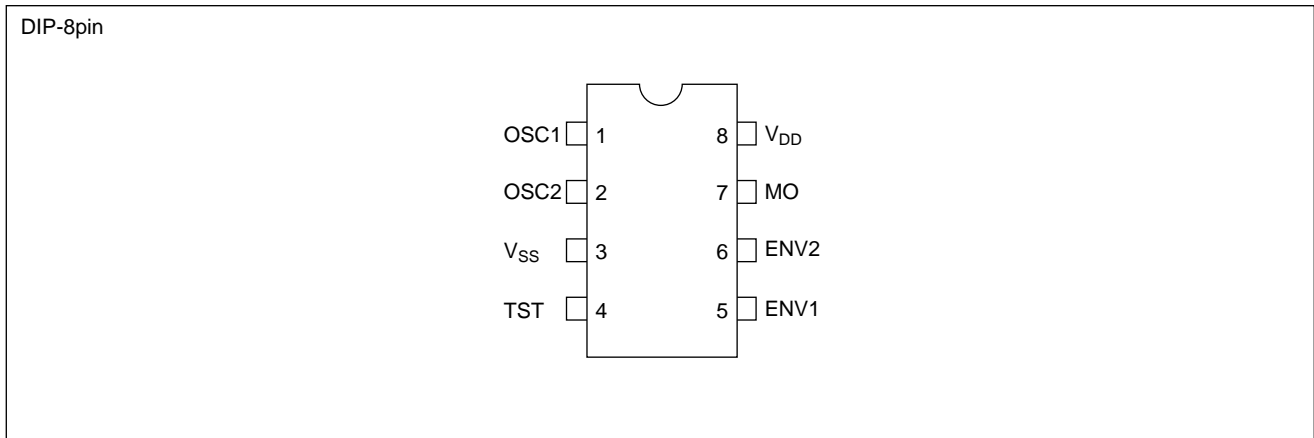 DIP-8pin
OSC1 1 8 VDD
OSC2 2 7 MO
VSS 3 6 ENV2
TST 4 5 ENV1